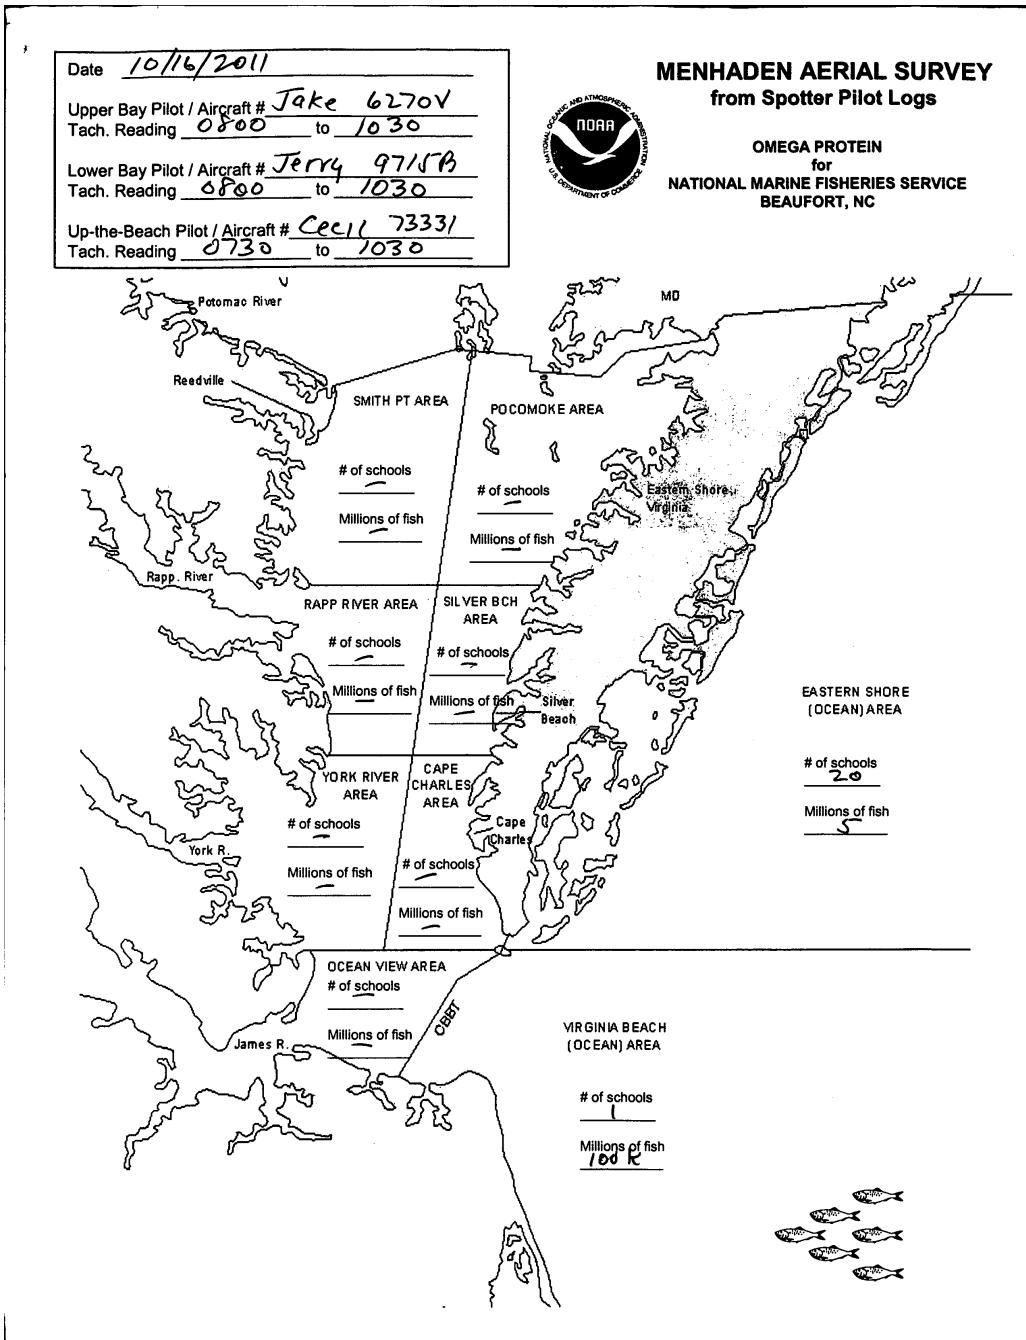 Date 10/16/2011
Upper Bay Pilot / Aircraft # Jake 6270V
Tach. Reading 0800 to 1030
Lower Bay Pilot / Aircraft # Jerry 9715B
Tach. Reading 0800 to 1030
Up-the-Beach Pilot / Aircraft # Cecil 73331
Tach. Reading 0730 to 1030
MENHADEN AERIAL SURVEY
from Spotter Pilot Logs
NATIONAL OCEANIC AND ATMOSPHERIC ADMINISTRATION
NOAA
U.S. DEPARTMENT OF COMMERCE
OMEGA PROTEIN
for
NATIONAL MARINE FISHERIES SERVICE
BEAUFORT, NC
Potomac River
MD
Reedville
SMITH PT AREA
# of schools
–
Millions of fish
–
POCOMOKE AREA
# of schools
–
Millions of fish
–
Eastern Shore,
Virginia
Rapp. River
RAPP RIVER AREA
# of schools
–
Millions of fish
–
SILVER BCH
AREA
# of schools
–
Millions of fish
–
Silver
Beach
EASTERN SHORE
(OCEAN) AREA
# of schools
20
Millions of fish
5
YORK RIVER
AREA
# of schools
–
Millions of fish
–
CAPE
CHARLES
AREA
# of schools
–
Millions of fish
–
Cape
Charles
York R.
OCEAN VIEW AREA
# of schools
–
Millions of fish
–
CBBT
James R.
VIRGINIA BEACH
(OCEAN) AREA
# of schools
1
Millions of fish
100 K